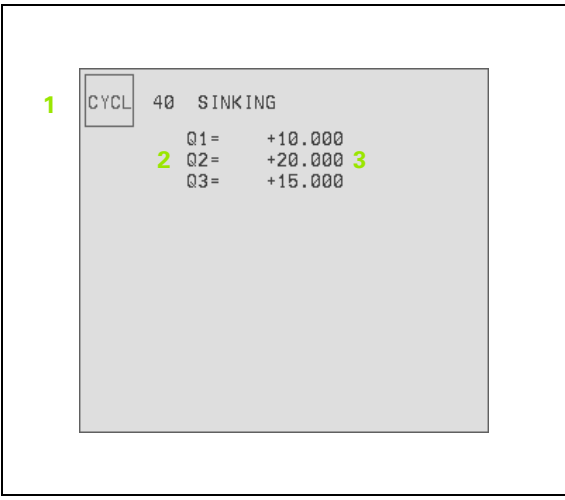 1 CYCL 40 SINKING
Q1= +10.000
2 Q2= +20.000 3
Q3= +15.000